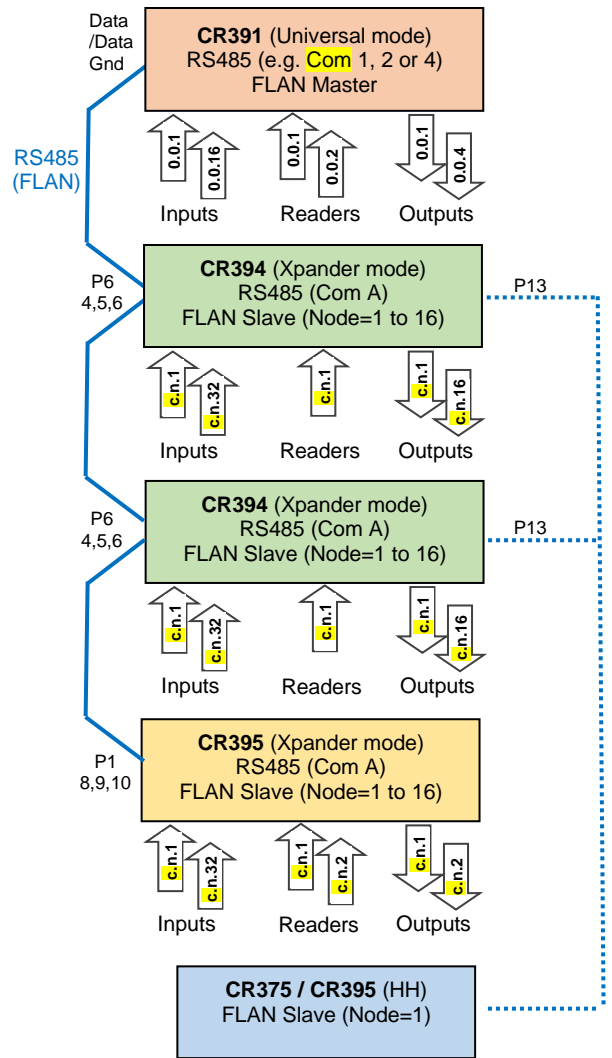 Data
/Data
Gnd
CR391 (Universal mode)
RS485 (e.g. Com 1, 2 or 4)
FLAN Master
RS485
(FLAN)
0.0.1
0.0.16
0.0.1
0.0.2
0.0.1
0.0.4
Inputs
Readers
Outputs
P6
4,5,6
CR394 (Xpander mode)
RS485 (Com A)
FLAN Slave (Node=1 to 16)
P13
c.n.1
c.n.32
c.n.1
c.n.1
c.n.16
Inputs
Readers
Outputs
P6
4,5,6
CR394 (Xpander mode)
RS485 (Com A)
FLAN Slave (Node=1 to 16)
P13
c.n.1
c.n.32
c.n.1
c.n.1
c.n.16
Inputs
Readers
Outputs
P1
8,9,10
CR395 (Xpander mode)
RS485 (Com A)
FLAN Slave (Node=1 to 16)
c.n.1
c.n.32
c.n.1
c.n.2
c.n.1
c.n.2
Inputs
Readers
Outputs
CR375 / CR395 (HH)
FLAN Slave (Node=1)